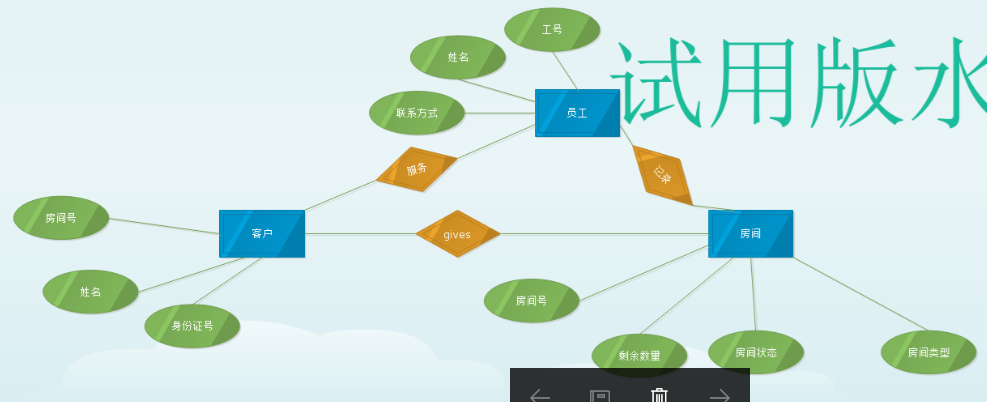 工号
姓名
试用版水
联系方式
员工
服务
登记
房间号
客户
gives
房间
姓名
房间号
身份证号
剩余数量
房间状态
房间类型